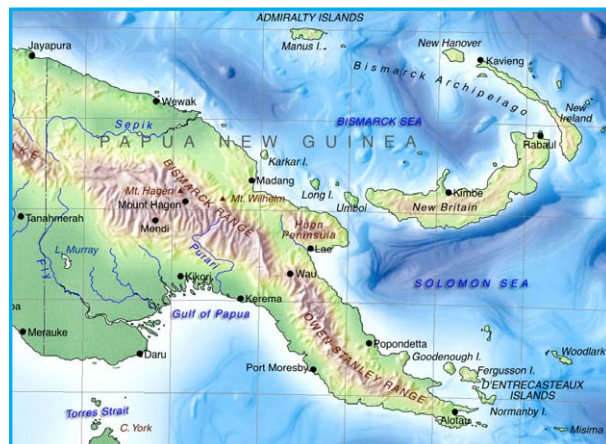 ADMIRALTY ISLANDS
Manus I.
New Hanover
Kavieng
Jayapura
Bismarck Archipelago
Wewak
New
Ireland
Sepik
BISMARCK SEA
PAPUA NEW GUINEA
Rabaul
Karkar I.
Madang
BISMARCK RANGE
Mt. Hagen
Mt. Wilhelm
Long I.
Umboi
Kimbe
New Britain
Mount Hagen
Tanahmerah
Mendi
Huon
Peninsula
Lae
L. Murray
Purari
Fly
Kikori
Wau
SOLOMON SEA
Kerema
Gulf of Papua
Merauke
Daru
OWEN STANLEY RANGE
Popondetta
Port Moresby
Goodenough I.
Woodlark
Fergusson I.
D'ENTRECASTEAUX
ISLANDS
Normanby I.
Torres Strait
Alotau
C. York
Misima